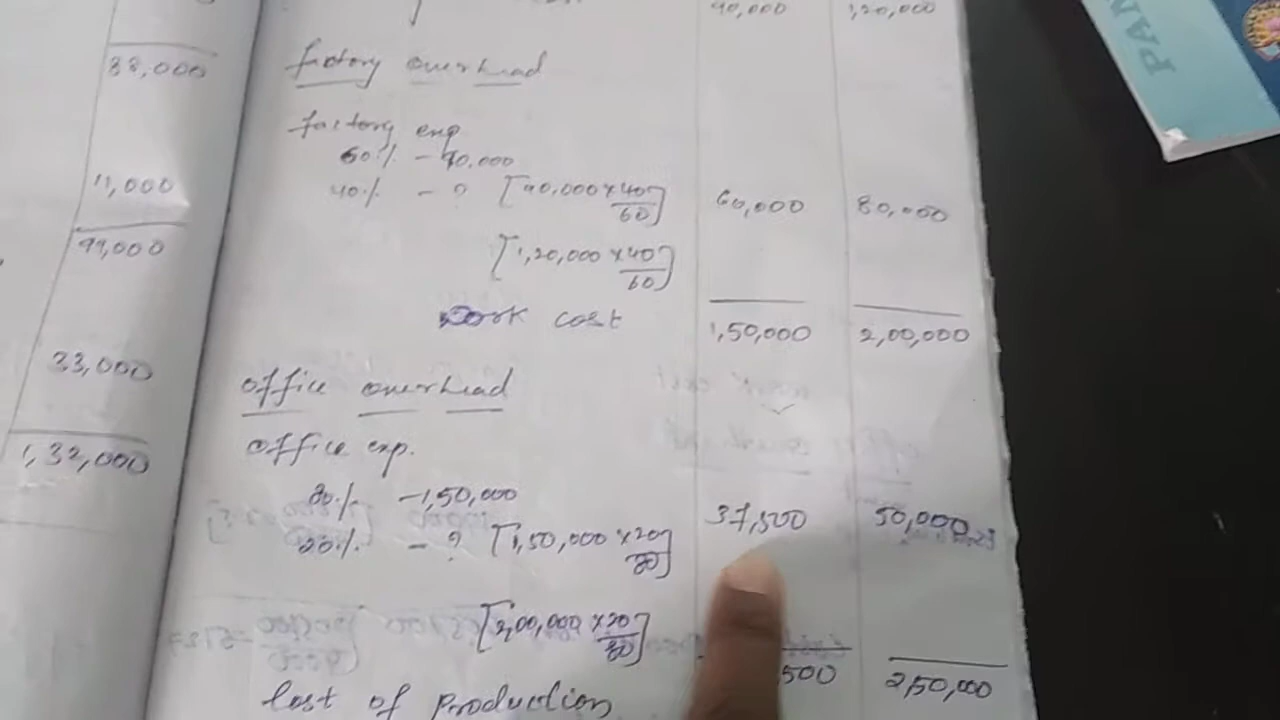 88,000
11,000
99,000
33,000
1,32,000
90,000 1,20,000
factory overhead
factory exp
60% - 90,000
40% - ? [90,000 x 40/60] 60,000 80,000
[1,20,000 x 40/60]
work cost 1,50,000 2,00,000
office overhead
office exp.
80% - 1,50,000
20% - ? [1,50,000 x 20/80] 37,500 50,000
[2,00,000 x 20/80]
Cost of production 500 2,50,000
PAN